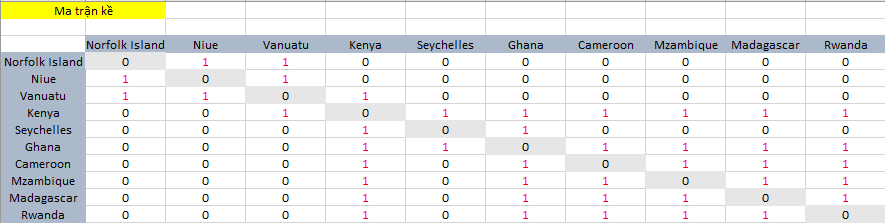 Ma trận kề
Norfolk Island Niue Vanuatu Kenya Seychelles Ghana Cameroon Mzambique Madagascar Rwanda
Norfolk Island 0 1 1 0 0 0 0 0 0 0
Niue 1 0 1 0 0 0 0 0 0 0
Vanuatu 1 1 0 1 0 0 0 0 0 0
Kenya 0 0 1 0 1 1 1 1 1 1
Seychelles 0 0 0 1 0 1 0 0 0 0
Ghana 0 0 0 1 1 0 1 1 1 1
Cameroon 0 0 0 1 0 1 0 1 1 1
Mzambique 0 0 0 1 0 1 1 0 1 1
Madagascar 0 0 0 1 0 1 1 1 0 1
Rwanda 0 0 0 1 0 1 1 1 1 0